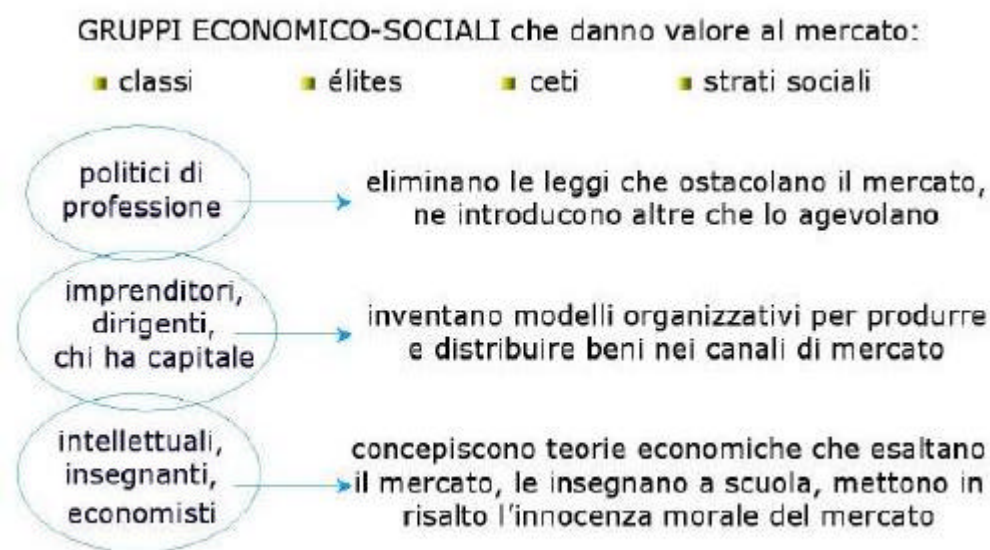 GRUPPI ECONOMICO-SOCIALI che danno valore al mercato:
classi élites ceti strati sociali
politici di
professione
eliminano le leggi che ostacolano il mercato,
ne introducono altre che lo agevolano
imprenditori,
dirigenti,
chi ha capitale
inventano modelli organizzativi per produrre
e distribuire beni nei canali di mercato
intellettuali,
insegnanti,
economisti
concepiscono teorie economiche che esaltano
il mercato, le insegnano a scuola, mettono in
risalto l'innocenza morale del mercato